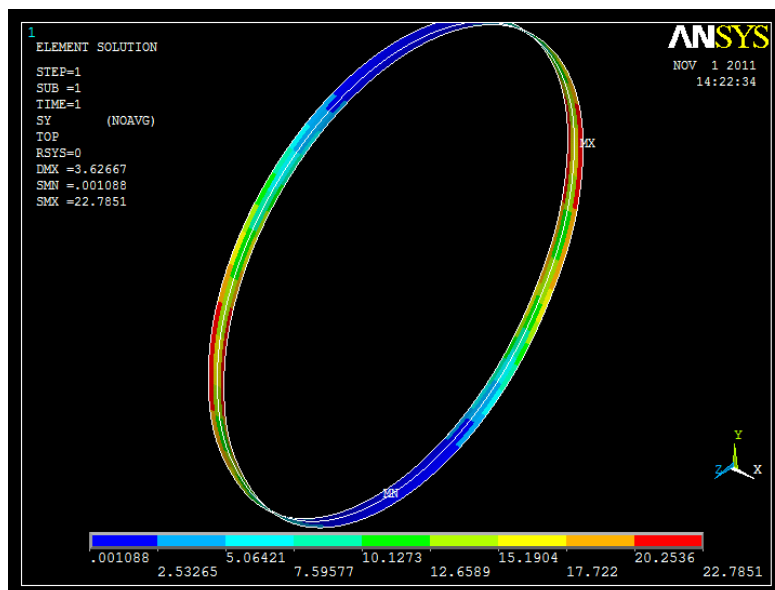 1
ELEMENT SOLUTION
STEP=1
SUB =1
TIME=1
SY (NOAVG)
TOP
RSYS=0
DMX =3.62667
SMN =.001088
SMX =22.7851
ANSYS
NOV 1 2011
14:22:34
MX
MN
Y
Z X
.001088 5.06421 10.1273 15.1904 20.2536
2.53265 7.59577 12.6589 17.722 22.7851